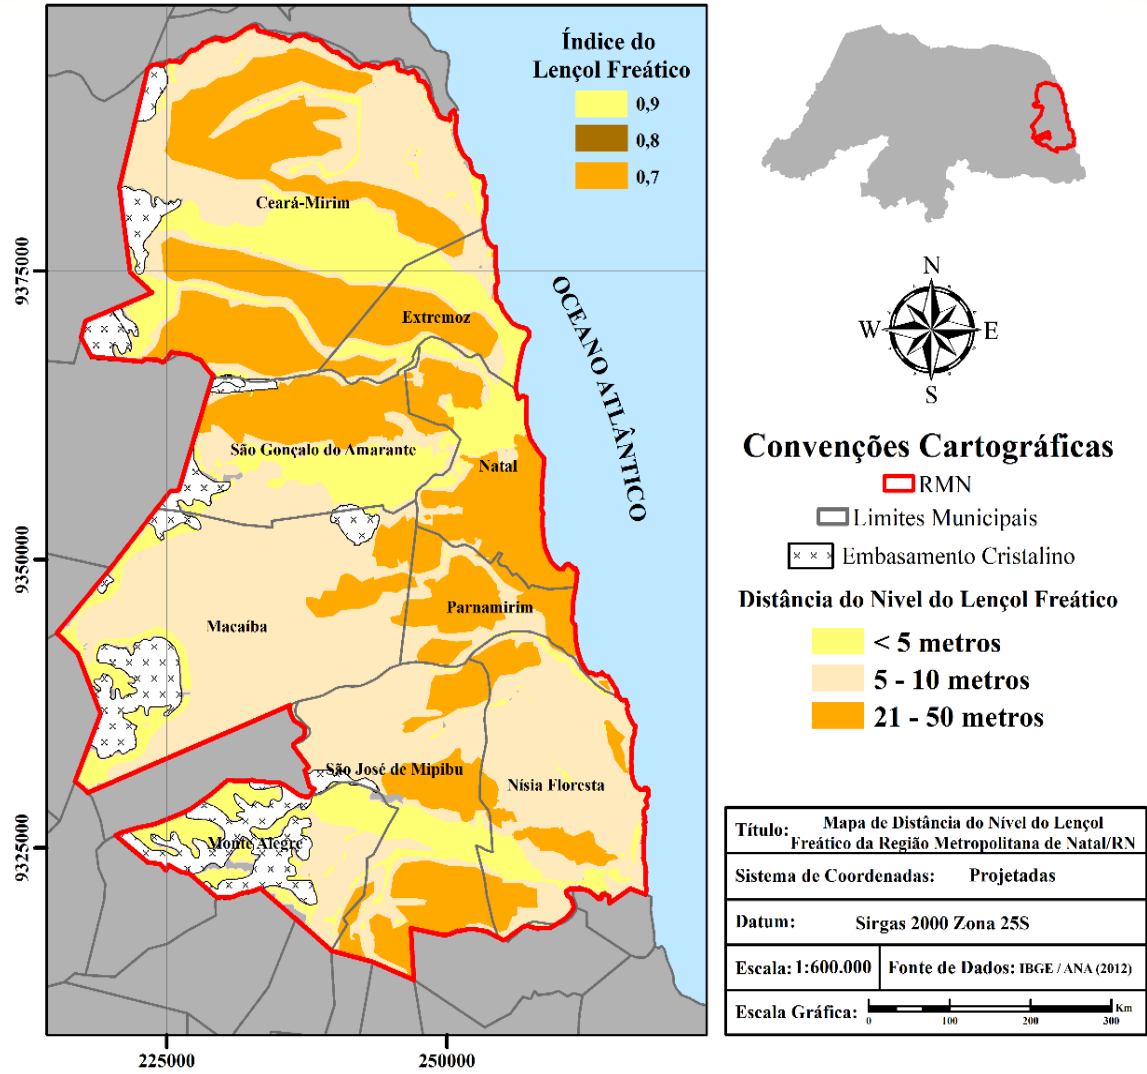 Índice do
Lençol Freático
0,9
0,8
0,7
Ceará-Mirim
Extremoz
São Gonçalo do Amarante
Natal
Parnamirim
Macaíba
São José de Mipibu
Nísia Floresta
Monte Alegre
OCEANO ATLÂNTICO
9375000
9350000
9325000
225000
250000
N
W
E
S
Convenções Cartográficas
RMN
Limites Municipais
Embasamento Cristalino
Distância do Nivel do Lençol Freático
< 5 metros
5 - 10 metros
21 - 50 metros
Título: Mapa de Distância do Nível do Lençol
Freático da Região Metropolitana de Natal/RN
Sistema de Coordenadas: Projetadas
Datum: Sirgas 2000 Zona 25S
Escala: 1:600.000 Fonte de Dados: IBGE / ANA (2012)
Escala Gráfica: Km
0 100 200 300